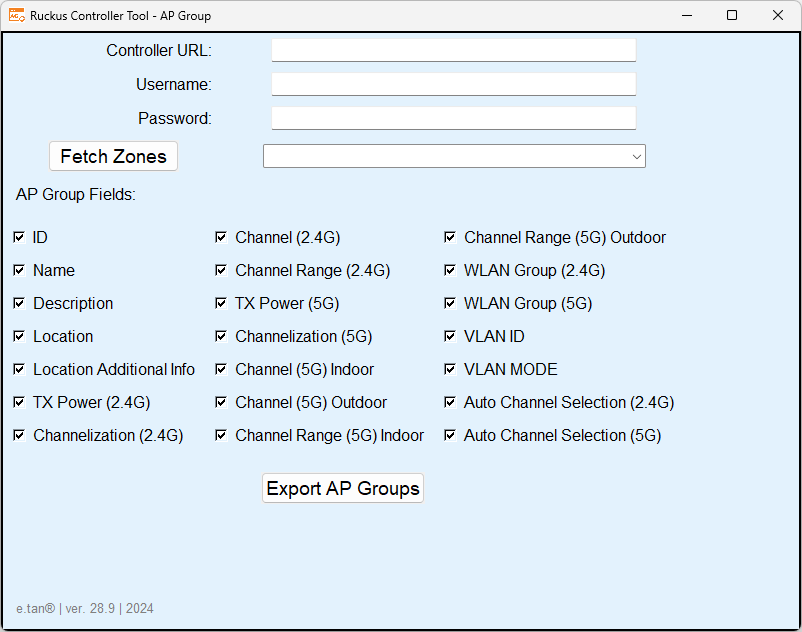 Ruckus Controller Tool - AP Group
Controller URL:
Username:
Password:
Fetch Zones
AP Group Fields:
ID Channel (2.4G) Channel Range (5G) Outdoor
Name Channel Range (2.4G) WLAN Group (2.4G)
Description TX Power (5G) WLAN Group (5G)
Location Channelization (5G) VLAN ID
Location Additional Info Channel (5G) Indoor VLAN MODE
TX Power (2.4G) Channel (5G) Outdoor Auto Channel Selection (2.4G)
Channelization (2.4G) Channel Range (5G) Indoor Auto Channel Selection (5G)
Export AP Groups
e.tan® | ver. 28.9 | 2024